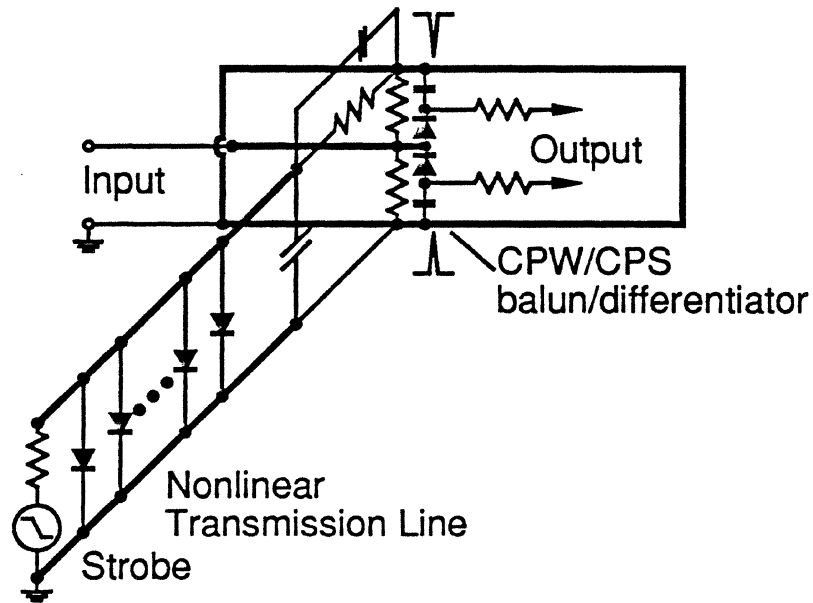 Input
Output
CPW/CPS
balun/differentiator
Nonlinear
Transmission Line
Strobe